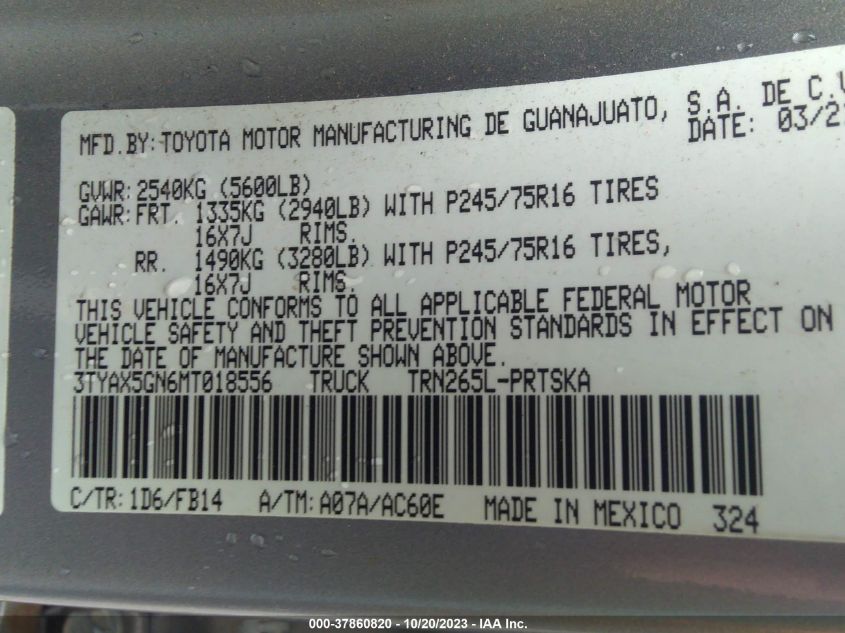 MFD.BY:TOYOTA MOTOR MANUFACTURING DE GUANAJUATO, S.A. DE C.V
DATE: 03/21
GVWR:2540KG (5600LB)
GAWR:FRT. 1335KG (2940LB) WITH P245/75R16 TIRES
16X7J RIMS.
RR. 1490KG (3280LB) WITH P245/75R16 TIRES,
16X7J RIMS.
THIS VEHICLE CONFORMS TO ALL APPLICABLE FEDERAL MOTOR
VEHICLE SAFETY AND THEFT PREVENTION STANDARDS IN EFFECT ON
THE DATE OF MANUFACTURE SHOWN ABOVE.
3TYAX5GN6MT018556 TRUCK TRN265L-PRTSKA
C/TR:1D6/FB14 A/TM:A07A/AC60E MADE IN MEXICO 324
000-37860820 - 10/20/2023 - IAA Inc.